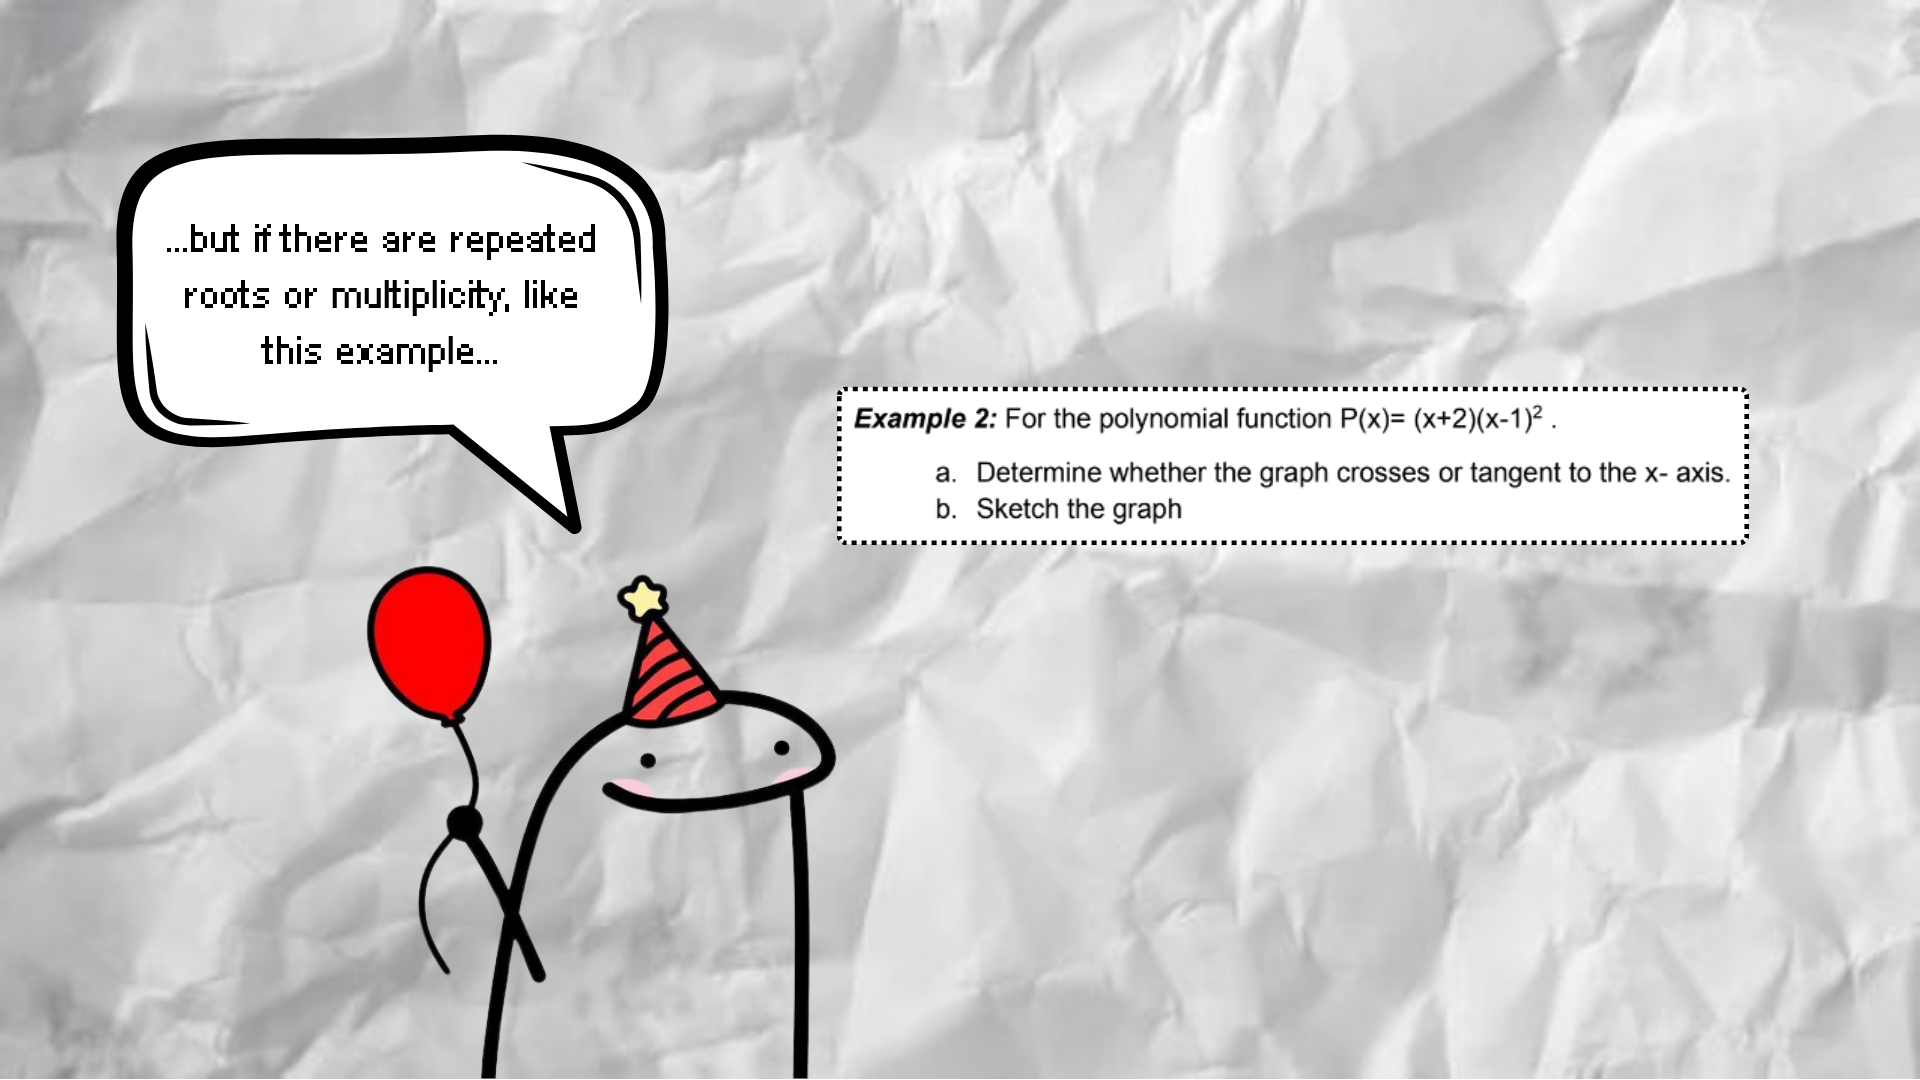 ...but if there are repeated
roots or multiplicity, like
this example...
Example 2: For the polynomial function P(x)= (x+2)(x-1)² .
a. Determine whether the graph crosses or tangent to the x- axis.
b. Sketch the graph